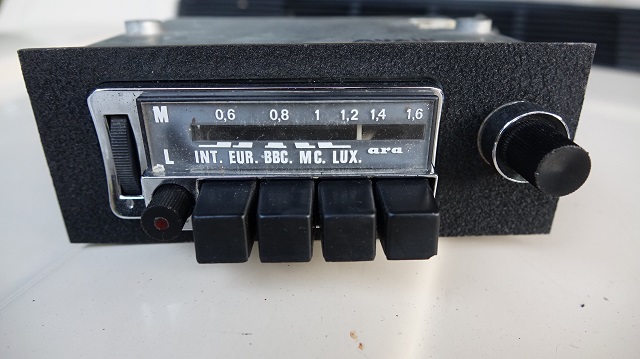 M 0,6 0,8 1 1,2 1,4 1,6
L INT. EUR. BBC. MC. LUX. ara